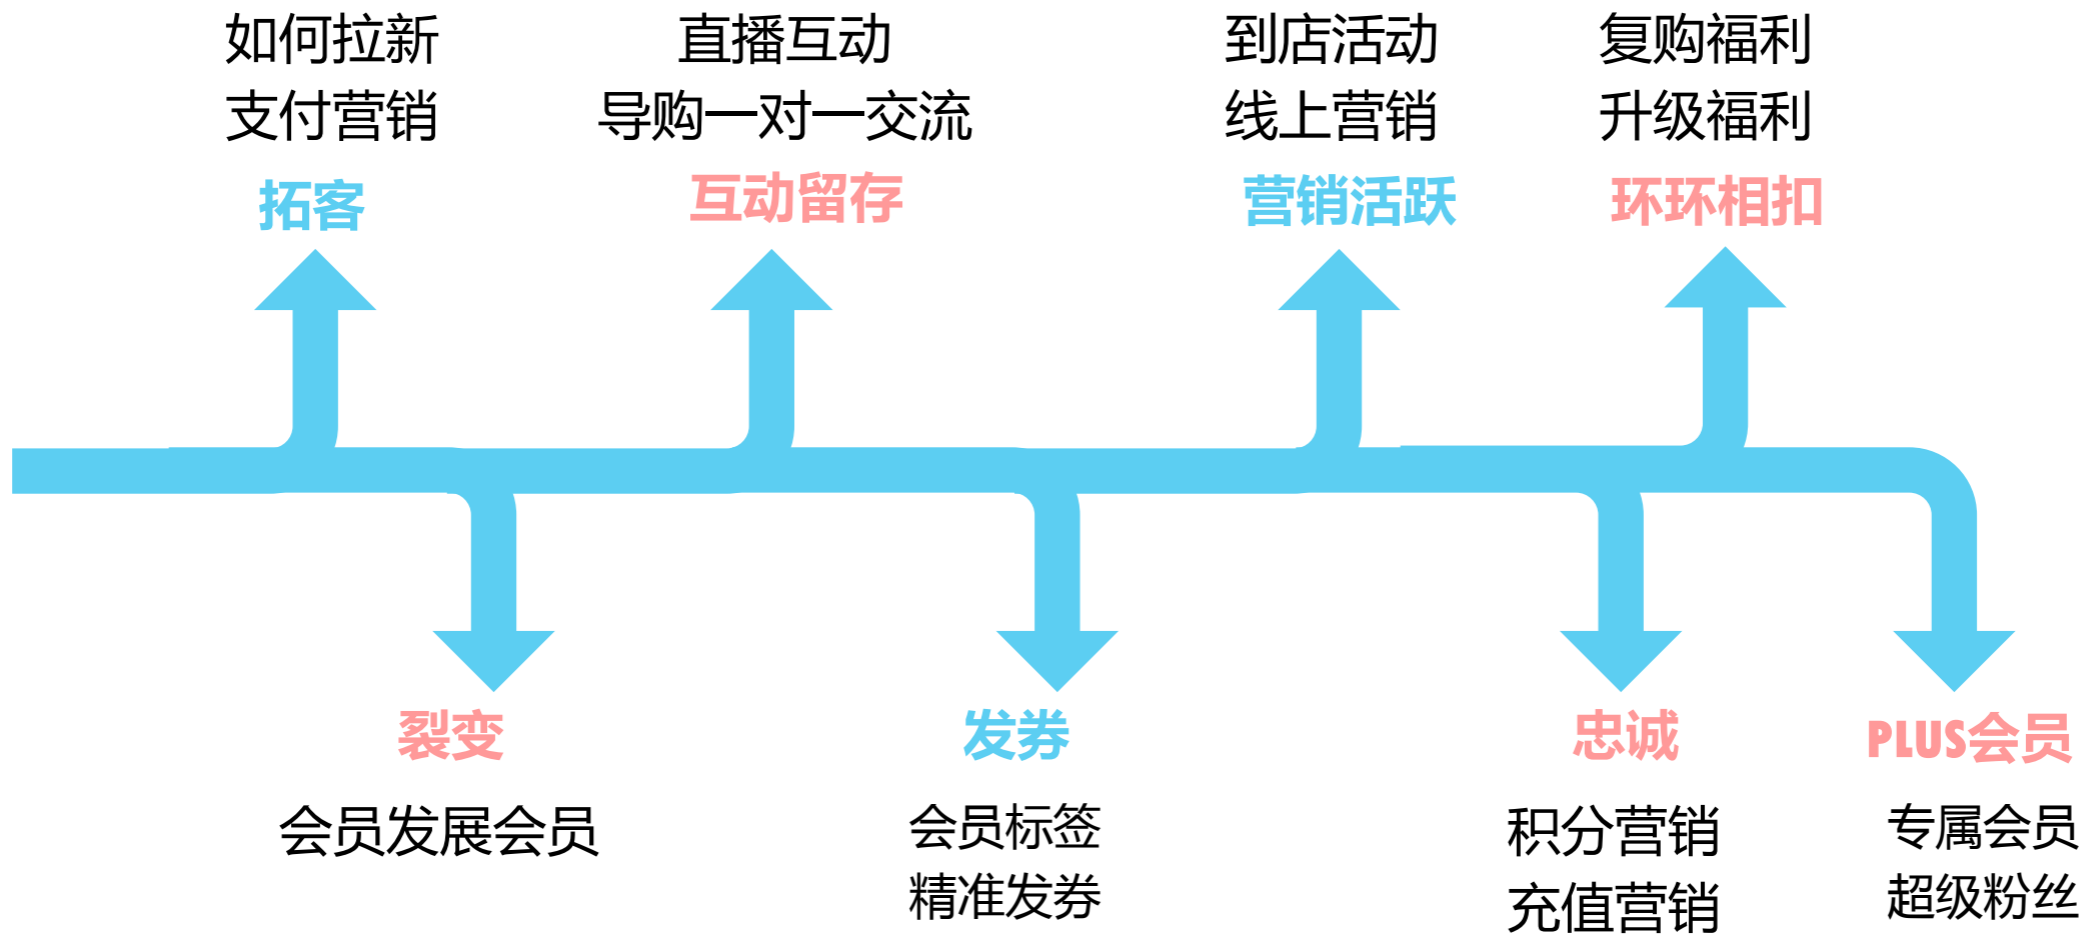 如何拉新
支付营销
拓客
直播互动
导购一对一交流
互动留存
到店活动
线上营销
营销活跃
复购福利
升级福利
环环相扣
裂变
会员发展会员
发券
会员标签
精准发券
忠诚
积分营销
充值营销
PLUS会员
专属会员
超级粉丝